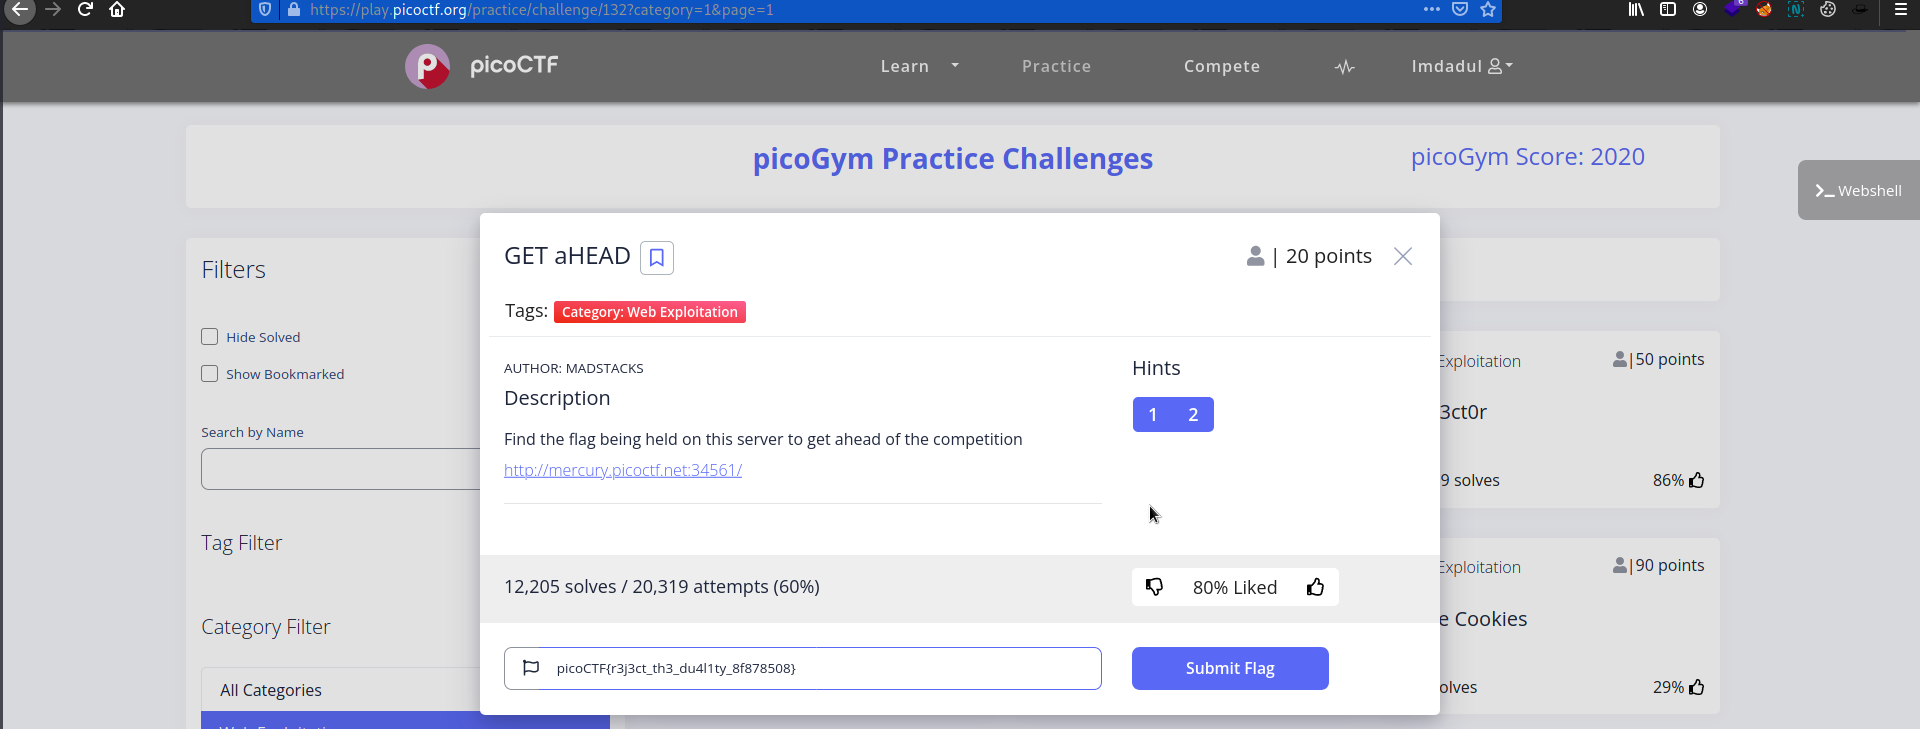 https://play.picoctf.org/practice/challenge/132?category=1&page=1
picoCTF
Learn
Practice
Compete
Imdadul
picoGym Practice Challenges
picoGym Score: 2020
Webshell
GET aHEAD
| 20 points
Filters
Tags: Category: Web Exploitation
Hide Solved
Show Bookmarked
AUTHOR: MADSTACKS
Hints
Description
1 2
Find the flag being held on this server to get ahead of the competition
http://mercury.picoctf.net:34561/
Exploitation
|50 points
3ct0r
Search by Name
9 solves
86%
Tag Filter
12,205 solves / 20,319 attempts (60%)
80% Liked
Exploitation
|90 points
e Cookies
Category Filter
picoCTF{r3j3ct_th3_du4l1ty_8f878508}
Submit Flag
olves
29%
All Categories